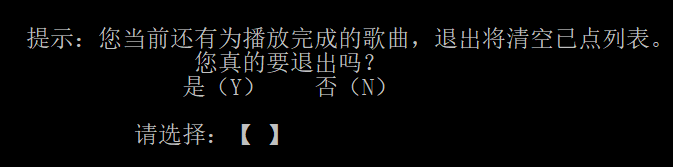 提示：您当前还有为播放完成的歌曲，退出将清空已点列表。
您真的要退出吗？
是（Y） 否（N）
请选择：【 】